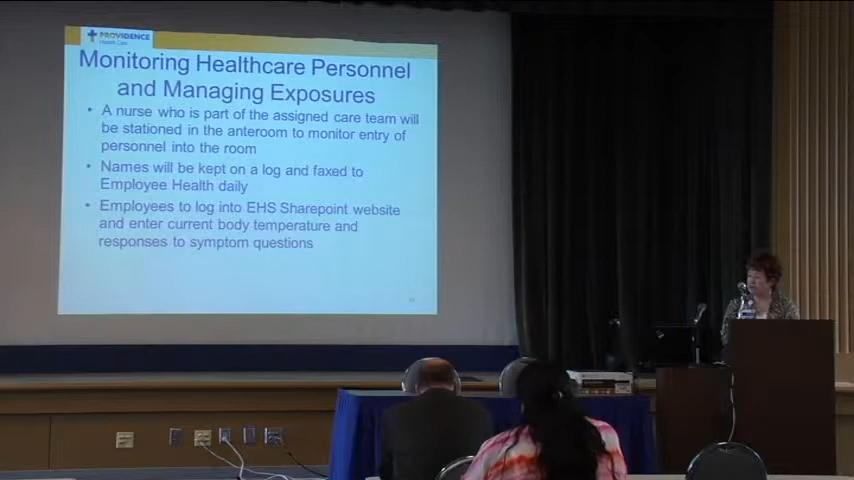 PROVIDENCE
Health Care
Monitoring Healthcare Personnel
and Managing Exposures
• A nurse who is part of the assigned care team will
be stationed in the anteroom to monitor entry of
personnel into the room
• Names will be kept on a log and faxed to
Employee Health daily
• Employees to log into EHS Sharepoint website
and enter current body temperature and
responses to symptom questions